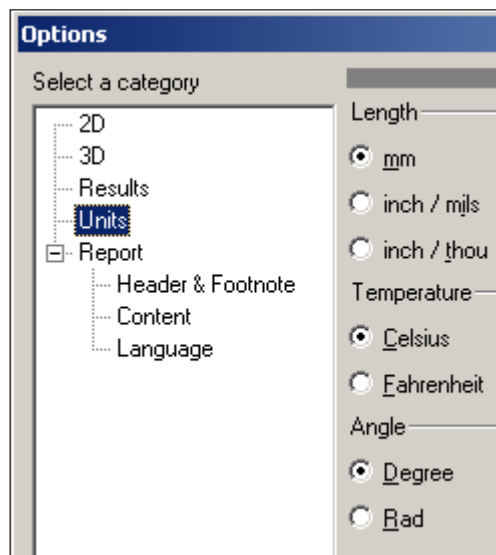 Options
Select a category
2D
3D
Results
Units
Report
Header & Footnote
Content
Language
Length
mm
inch / mils
inch / thou
Temperature
Celsius
Fahrenheit
Angle
Degree
Rad